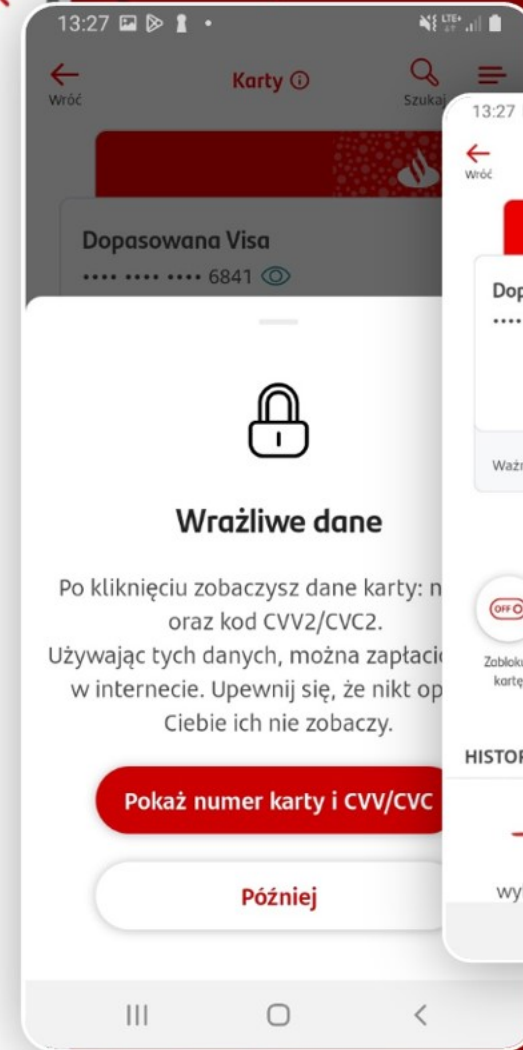 13:27
LTE+
Wróć
Karty
Szukaj
Dopasowana Visa
•••• •••• •••• 6841
Wrażliwe dane
Po kliknięciu zobaczysz dane karty: n
oraz kod CVV2/CVC2.
Używając tych danych, można zapłaci
w internecie. Upewnij się, że nikt op
Ciebie ich nie zobaczy.
Pokaż numer karty i CVV/CVC
Później
13:27
Wróć
Dop
••••
Ważn
OFF
Zabloku
kartę
HISTOR
wy